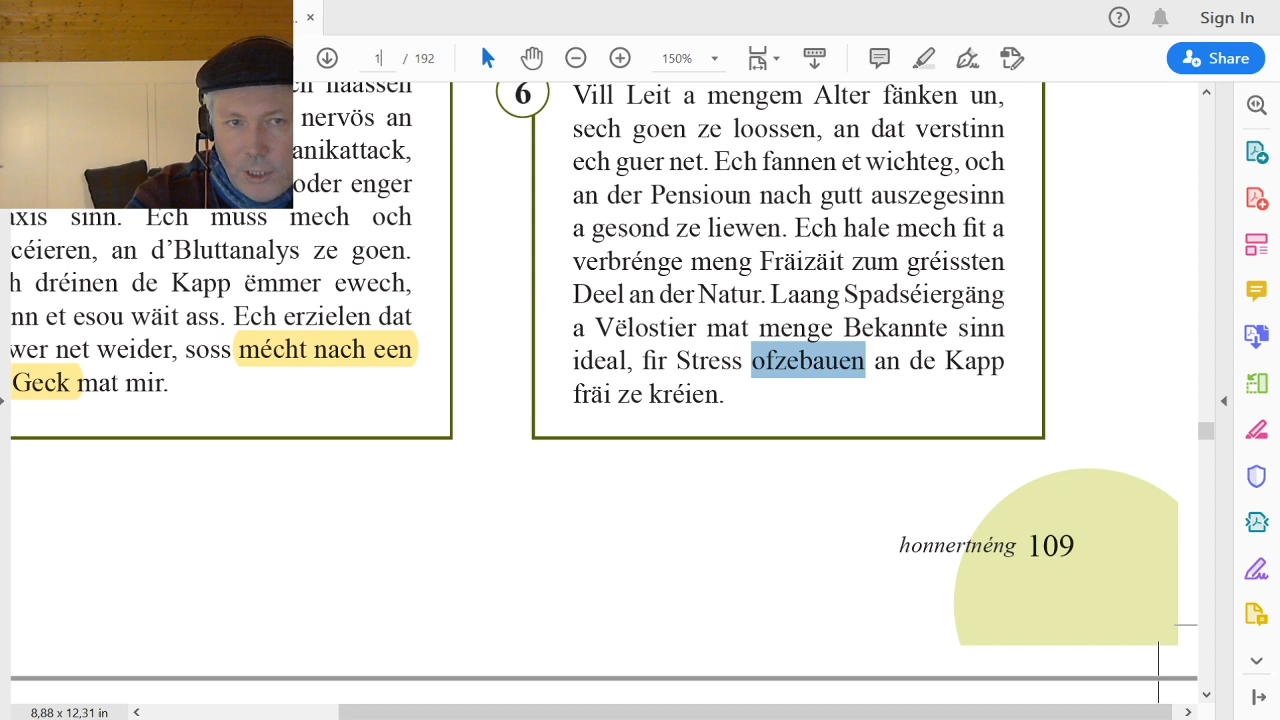 Sign In
1 / 192
150%
Share
en haassen
nervös an
anikattack,
oder enger
axis sinn. Ech muss mech och
céieren, an d’Bluttanalys ze goen.
h dréinen de Kapp ëmmer ewech,
nn et esou wäit ass. Ech erzielen dat
wer net weider, soss mécht nach een
Geck mat mir.
6
Vill Leit a mengem Alter fänken un,
sech goen ze loossen, an dat verstinn
ech guer net. Ech fannen et wichteg, och
an der Pensioun nach gutt auszegesinn
a gesond ze liewen. Ech hale mech fit a
verbrénge meng Fräizäit zum gréissten
Deel an der Natur. Laang Spadséiergäng
a Vëlostier mat menge Bekannte sinn
ideal, fir Stress ofzebauen an de Kapp
fräi ze kréien.
honnertnéng 109
8,88 x 12,31 in